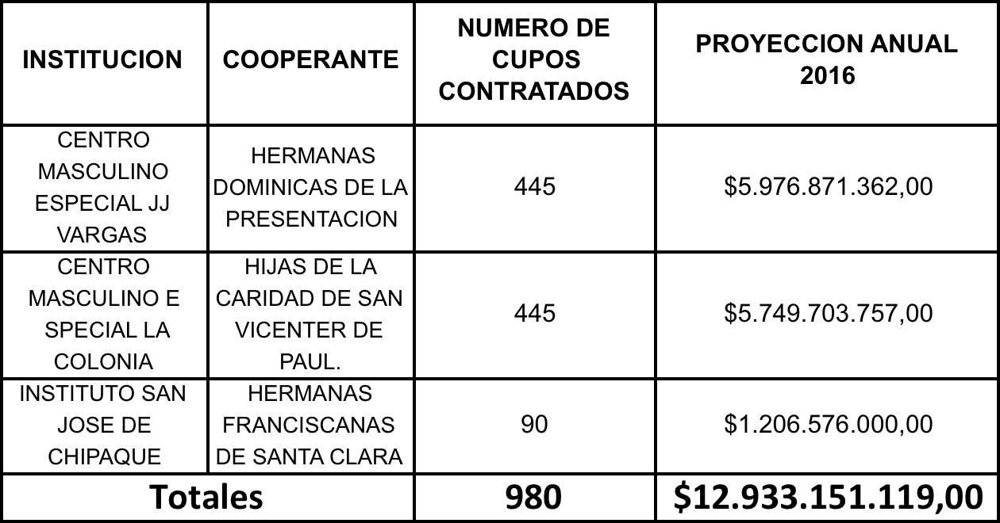 INSTITUCION
COOPERANTE
NUMERO DE
CUPOS
CONTRATADOS
PROYECCION ANUAL
2016
CENTRO
MASCULINO
ESPECIAL JJ
VARGAS
HERMANAS
DOMINICAS DE LA
PRESENTACION
445
$5.976.871.362,00
CENTRO
MASCULINO E
SPECIAL LA
COLONIA
HIJAS DE LA
CARIDAD DE SAN
VICENTER DE
PAUL.
445
$5.749.703.757,00
INSTITUTO SAN
JOSE DE
CHIPAQUE
HERMANAS
FRANCISCANAS
DE SANTA CLARA
90
$1.206.576.000,00
Totales
980
$12.933.151.119,00